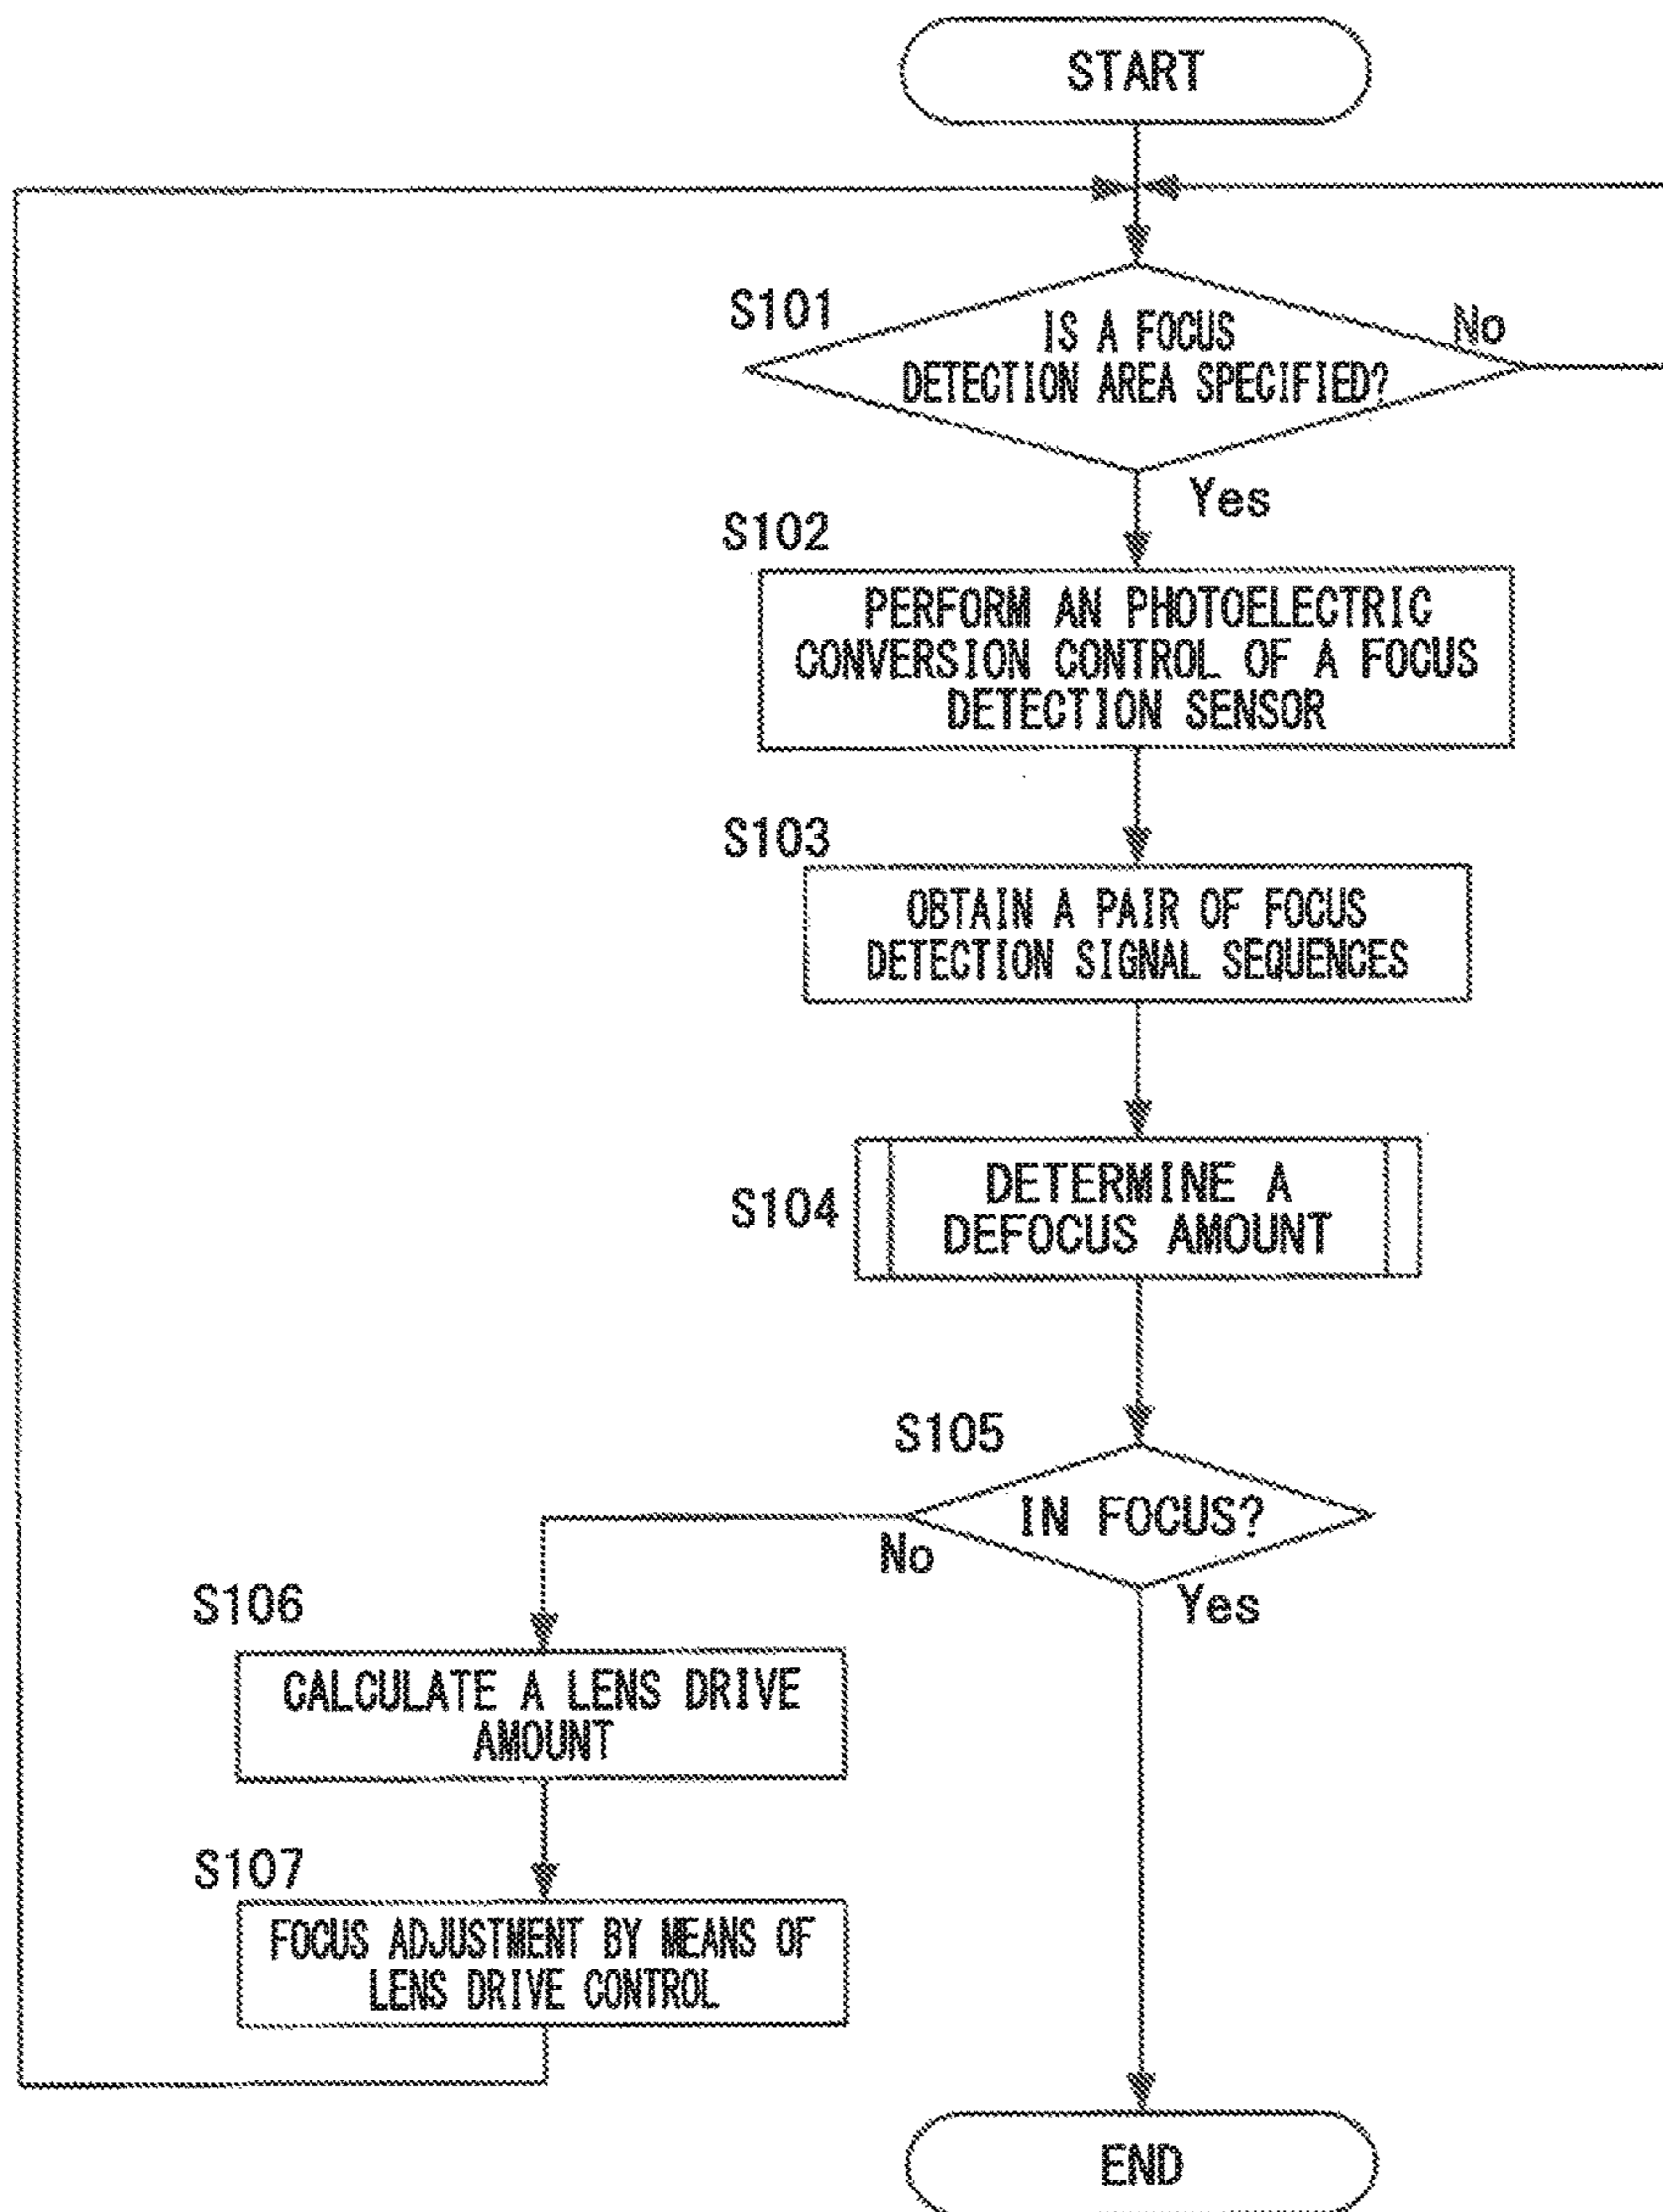 START
S101
IS A FOCUS
DETECTION AREA SPECIFIED?
No
Yes
S102
PERFORM AN PHOTOELECTRIC
CONVERSION CONTROL OF A FOCUS
DETECTION SENSOR
S103
OBTAIN A PAIR OF FOCUS
DETECTION SIGNAL SEQUENCES
S104
DETERMINE A
DEFOCUS AMOUNT
S105
IN FOCUS?
No
Yes
S106
CALCULATE A LENS DRIVE
AMOUNT
S107
FOCUS ADJUSTMENT BY MEANS OF
LENS DRIVE CONTROL
END